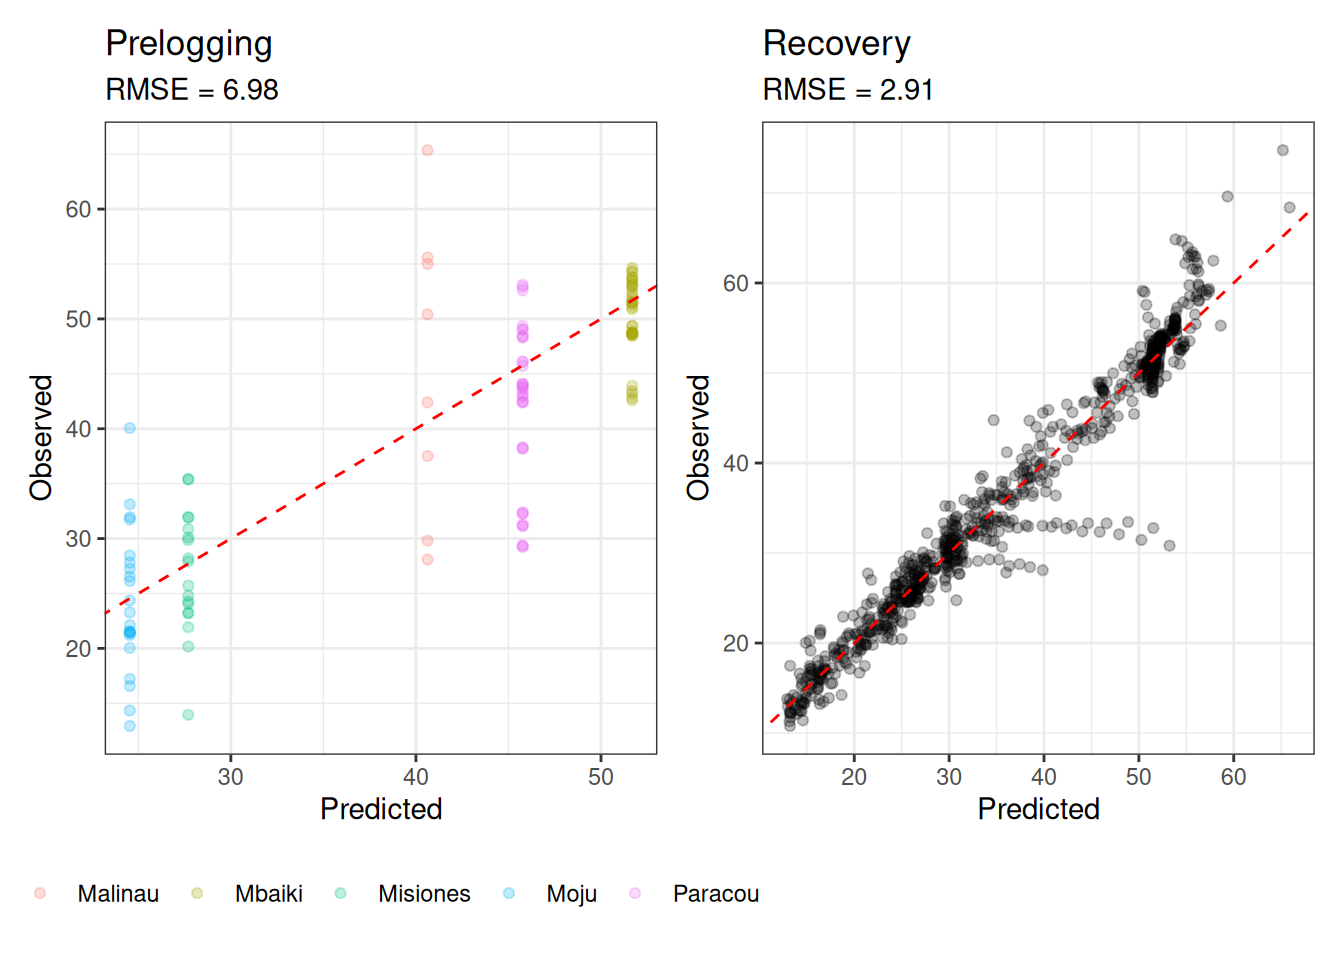 Prelogging
RMSE = 6.98
60
50
40
30
20
Observed
30 40 50
Predicted
Recovery
RMSE = 2.91
60
40
20
Observed
20 30 40 50 60
Predicted
Malinau Mbaiki Misiones Moju Paracou